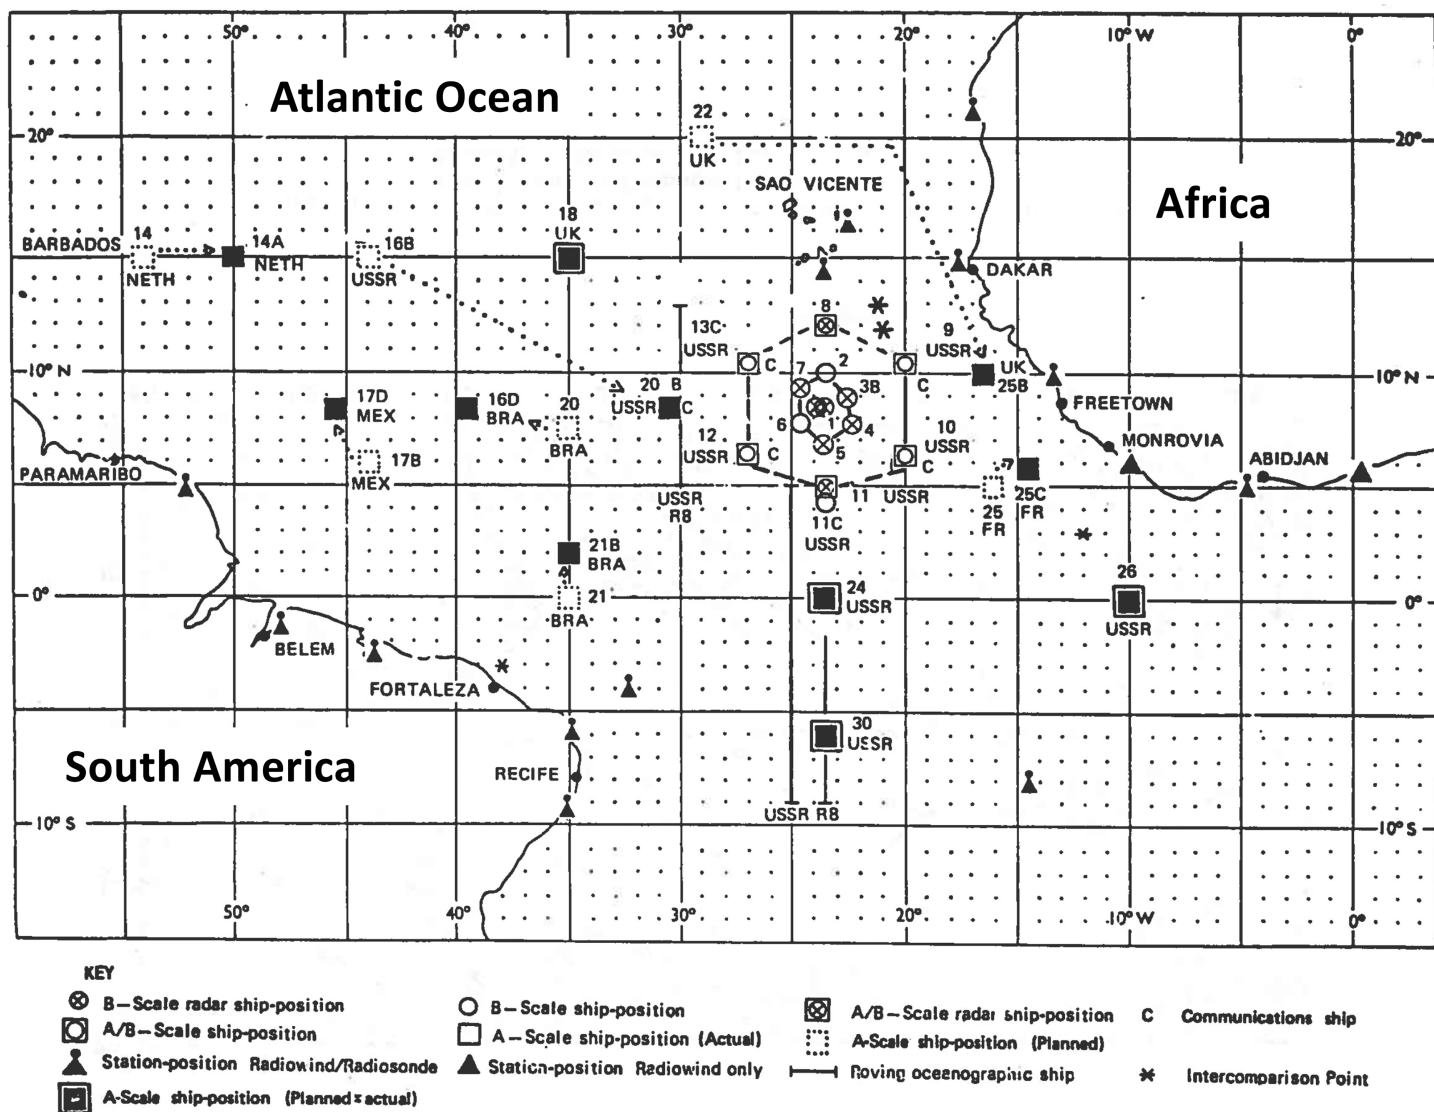 50° 40° 30° 20° 10° W 0°
Atlantic Ocean
22
20° 20°
UK
SAO VICENTE
Africa
18
UK
BARBADOS 14 14A 16B
NETH NETH USSR
DAKAR
8
13C 9
USSR USSR
10° N C 7 2 C UK 10° N
25B
17D 16D 20 20 B 3B
MEX BRA USSR C FREETOWN
6 1 4
BRA 12 10 MONROVIA
17B USSR C 5 USSR ABIDJAN
PARAMARIBO MEX C
USSR 11 USSR 25 25C
R8 11C FR FR
USSR
21B
BRA
26
0° 21 24 0°
BRA USSR USSR
BELEM
FORTALEZA
30
USSR
South America
RECIFE
USSR R8
10° S 10° S
50° 40° 30° 20° 10° W 0°
KEY
B—Scale radar ship-position
B—Scale ship-position
A/B—Scale radar ship-position
C Communications ship
A/B—Scale ship-position
A—Scale ship-position (Actual)
A-Scale ship-position (Planned)
Station-position Radiowind/Radiosonde
Station-position Radiowind only
Roving oceanographic ship
Intercomparison Point
A-Scale ship-position (Planned = actual)